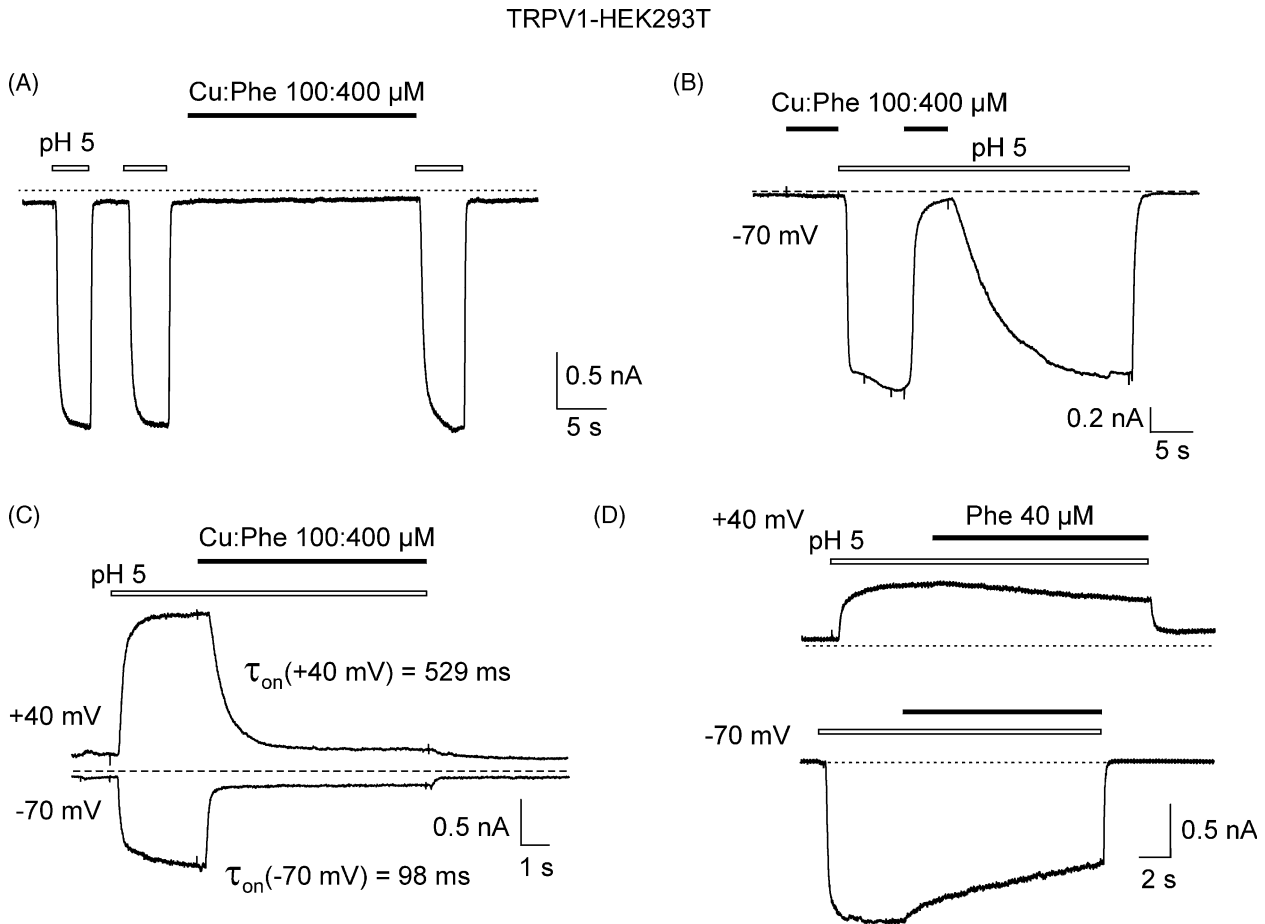 TRPV1-HEK293T
(A)
Cu:Phe 100:400 µM
pH 5
0.5 nA
5 s
(B)
Cu:Phe 100:400 µM
pH 5
-70 mV
0.2 nA
5 s
(C)
Cu:Phe 100:400 µM
pH 5
τon(+40 mV) = 529 ms
+40 mV
-70 mV
0.5 nA
1 s
τon(-70 mV) = 98 ms
(D)
+40 mV
Phe 40 µM
pH 5
-70 mV
0.5 nA
2 s